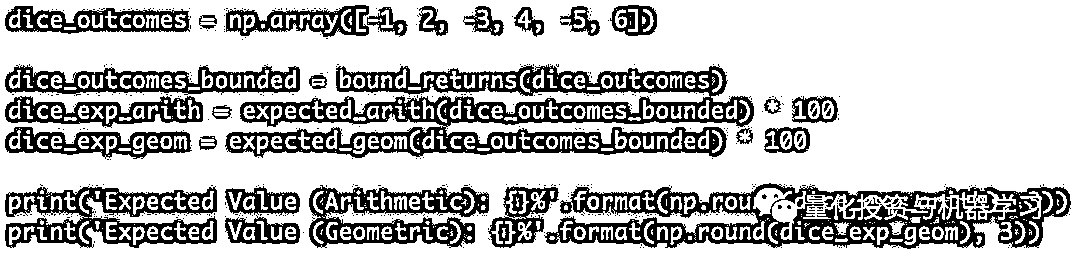 dice_outcomes = np.array([-1, 2, -3, 4, -5, 6])
dice_outcomes_bounded = bound_returns(dice_outcomes)
dice_exp_arith = expected_arith(dice_outcomes_bounded) * 100
dice_exp_geom = expected_geom(dice_outcomes_bounded) * 100
print('Expected Value (Arithmetic): {}%'.format(
量化投资与机器学习
print('Expected Value (Geometric): {}%'.format(np.round(dice_exp_geom), 3))